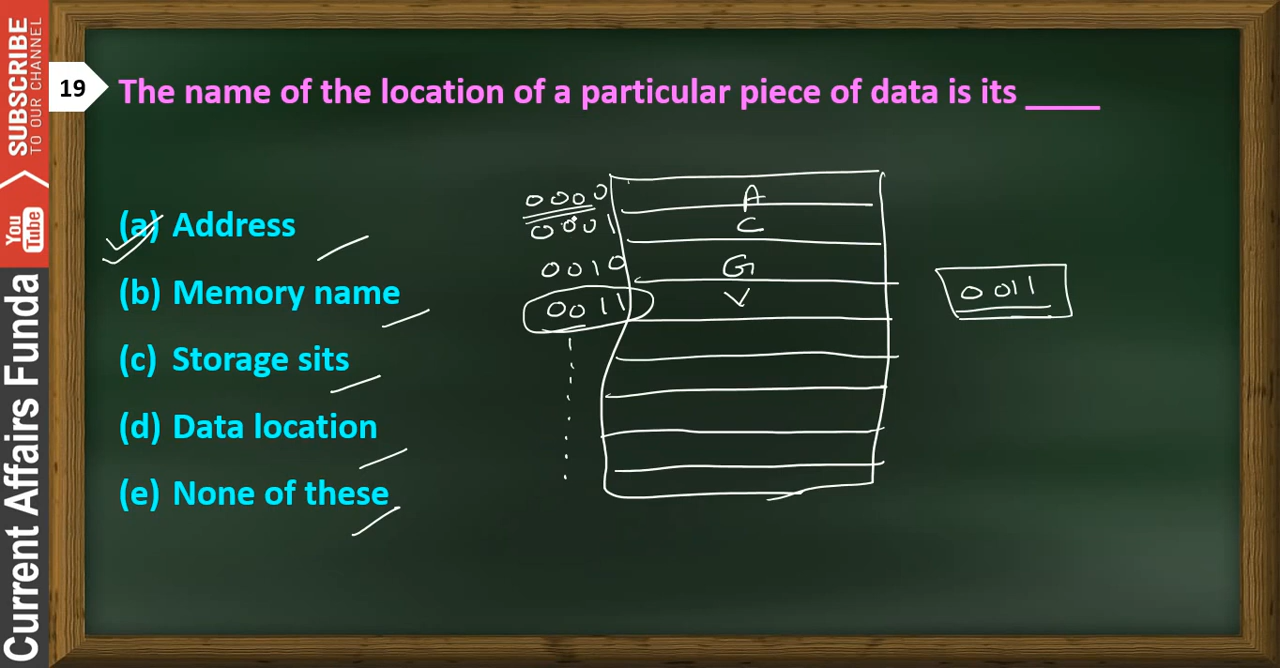 SUBSCRIBE
TO OUR CHANNEL
You
Tube
Current Affairs Funda
19
The name of the location of a particular piece of data is its ____
(a) Address
(b) Memory name
(c) Storage sits
(d) Data location
(e) None of these
0000 A
0001 C
0010 G
0011 V
0011